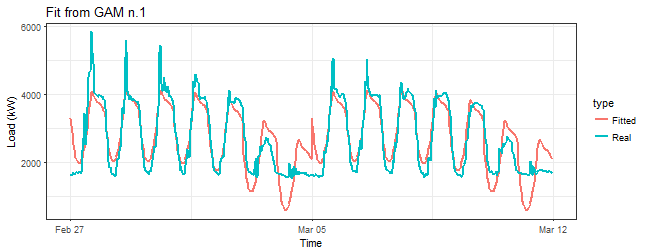 Fit from GAM n.1
6000
4000
2000
Load (kW)
Feb 27
Mar 05
Mar 12
Time
type
Fitted
Real